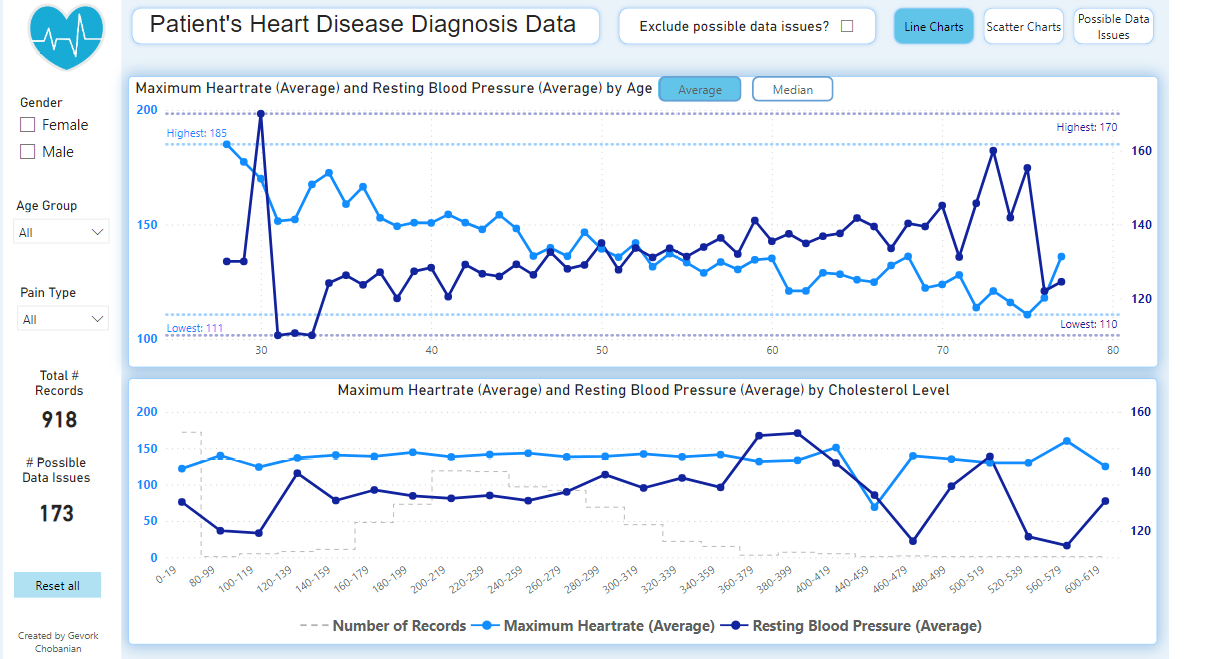 Patient's Heart Disease Diagnosis Data
Exclude possible data issues?
Line Charts
Scatter Charts
Possible Data
Issues
Gender
Female
Male
Age Group
All
Pain Type
All
Total #
Records
918
# Possible
Data Issues
173
Reset all
Created by Gevork
Chobanian
Maximum Heartrate (Average) and Resting Blood Pressure (Average) by Age
Average
Median
200
150
100
Highest: 185
Lowest: 111
Highest: 170
Lowest: 110
160
140
120
30 40 50 60 70 80
Maximum Heartrate (Average) and Resting Blood Pressure (Average) by Cholesterol Level
200
150
100
50
0
160
140
120
0-19 80-99 100-119 120-139 140-159 160-179 180-199 200-219 220-239 240-259 260-279 280-299 300-319 320-339 340-359 360-379 380-399 400-419 440-459 460-479 480-499 500-519 520-539 560-579 600-619
Number of Records Maximum Heartrate (Average) Resting Blood Pressure (Average)